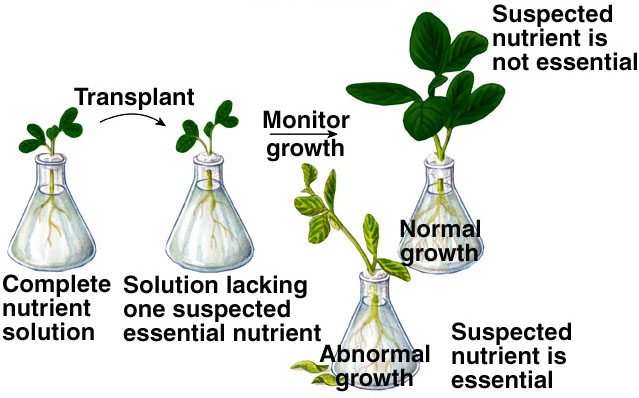 Suspected
nutrient is
not essential
Transplant
Monitor
growth
Normal
growth
Complete
nutrient
solution
Solution lacking
one suspected
essential nutrient
Abnormal
growth
Suspected
nutrient is
essential